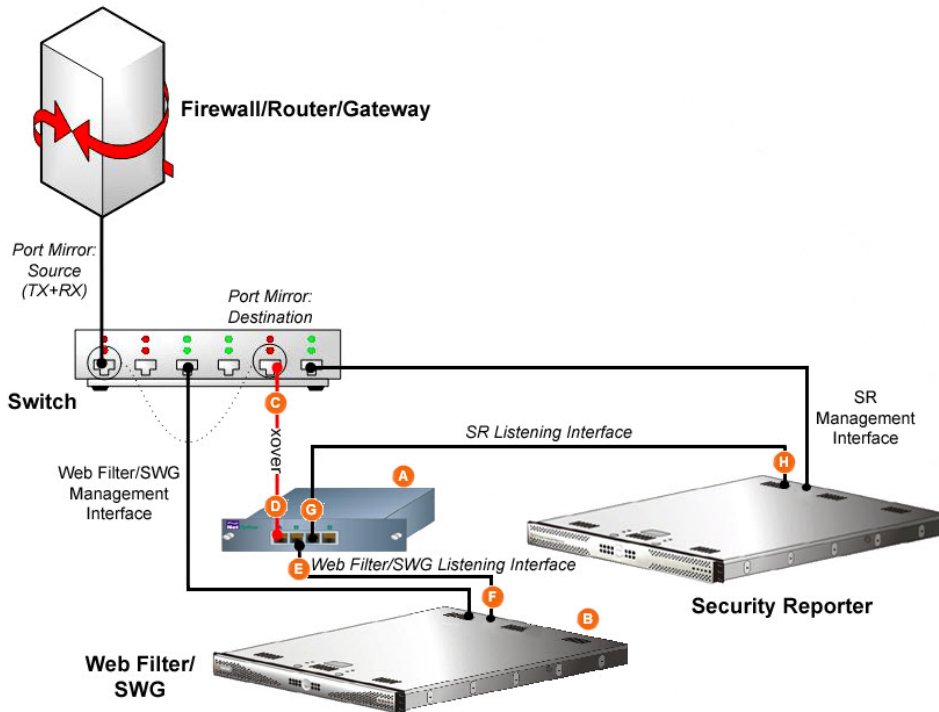 Firewall/Router/Gateway
Port Mirror:
Source
(TX+RX)
Port Mirror:
Destination
Switch
C
xover
SR Listening Interface
SR
Management
Interface
Web Filter/SWG
Management
Interface
A
H
D
G
E
Web Filter/SWG Listening Interface
F
B
Security Reporter
Web Filter/
SWG